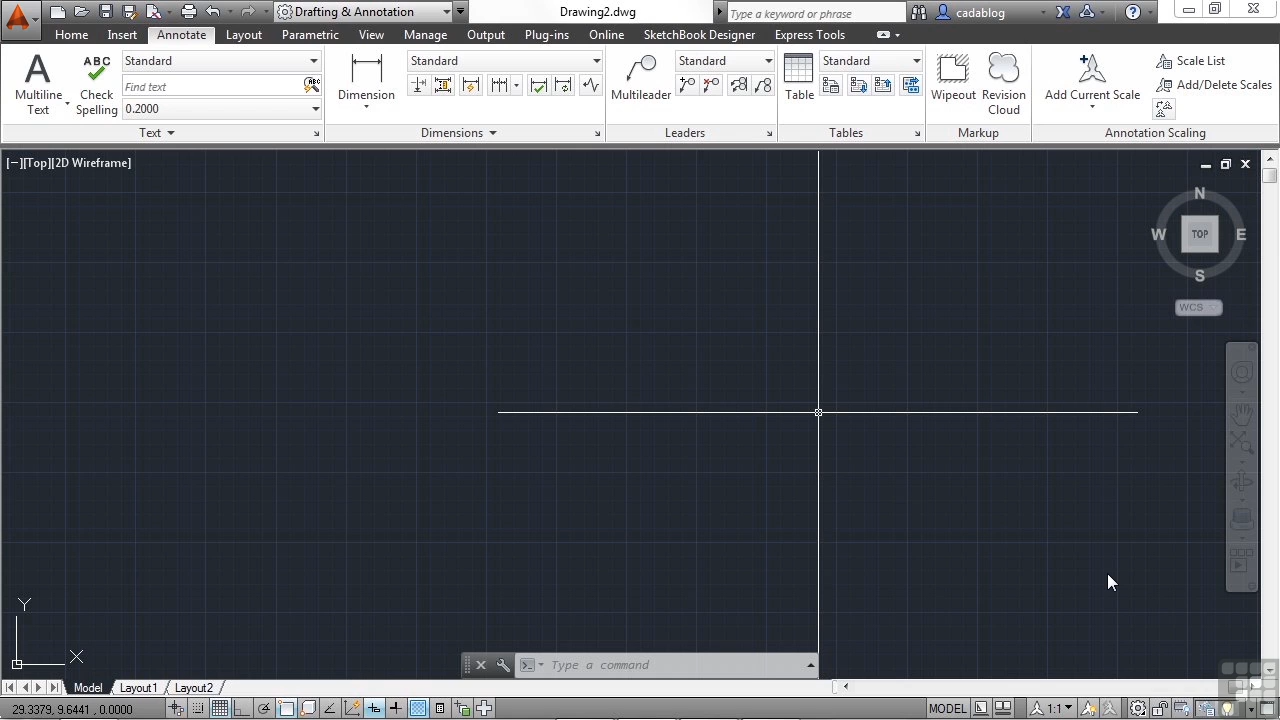 Drafting & Annotation
Drawing2.dwg
Type a keyword or phrase
cadablog
Home Insert Annotate Layout Parametric View Manage Output Plug-ins Online SketchBook Designer Express Tools
Multiline Text
ABC
Check Spelling
Standard
Find text
0.2000
Text
Dimension
Standard
Dimensions
Multileader
Standard
Leaders
Table
Standard
Tables
Wipeout
Revision Cloud
Markup
Add Current Scale
Scale List
Add/Delete Scales
Annotation Scaling
[−][Top][2D Wireframe]
N
W TOP E
S
WCS
Y
X
Type a command
Model Layout1 Layout2
29.3379, 9.6441 , 0.0000
MODEL
1:1